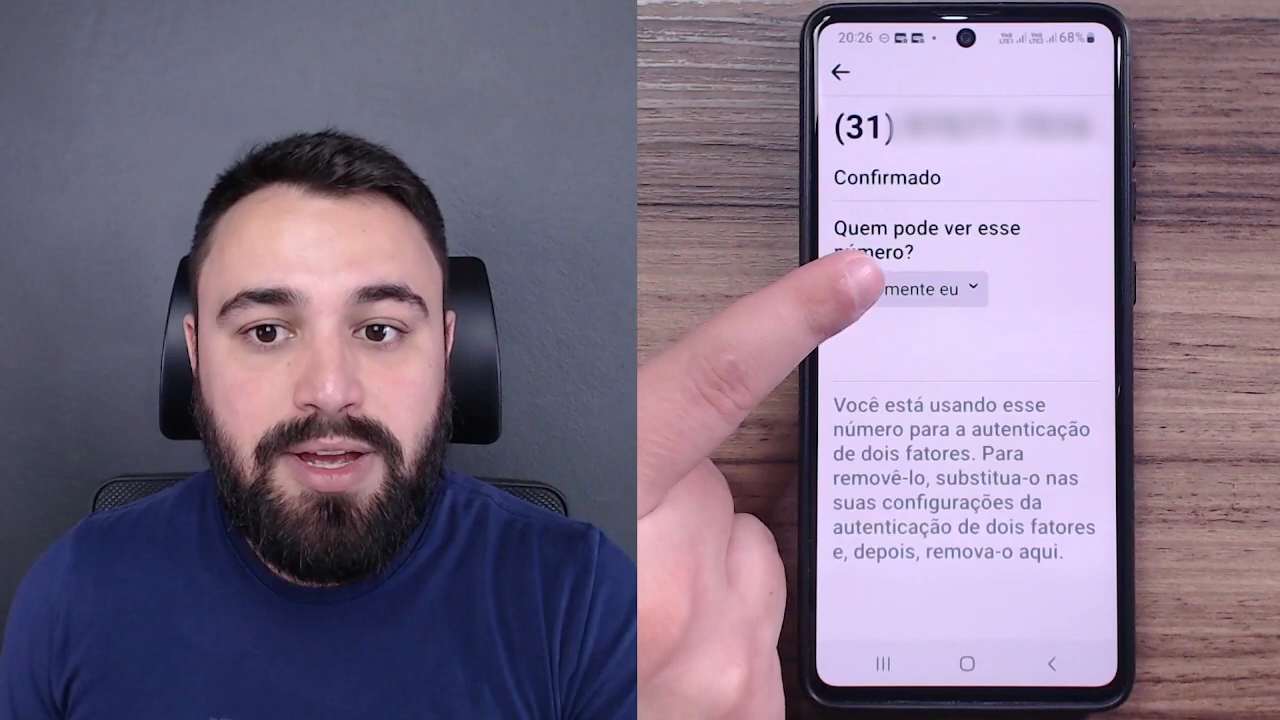 20:26 68%
(31)
Confirmado
Quem pode ver esse
número?
mente eu
Você está usando esse
número para a autenticação
de dois fatores. Para
removê-lo, substitua-o nas
suas configurações da
autenticação de dois fatores
e, depois, remova-o aqui.